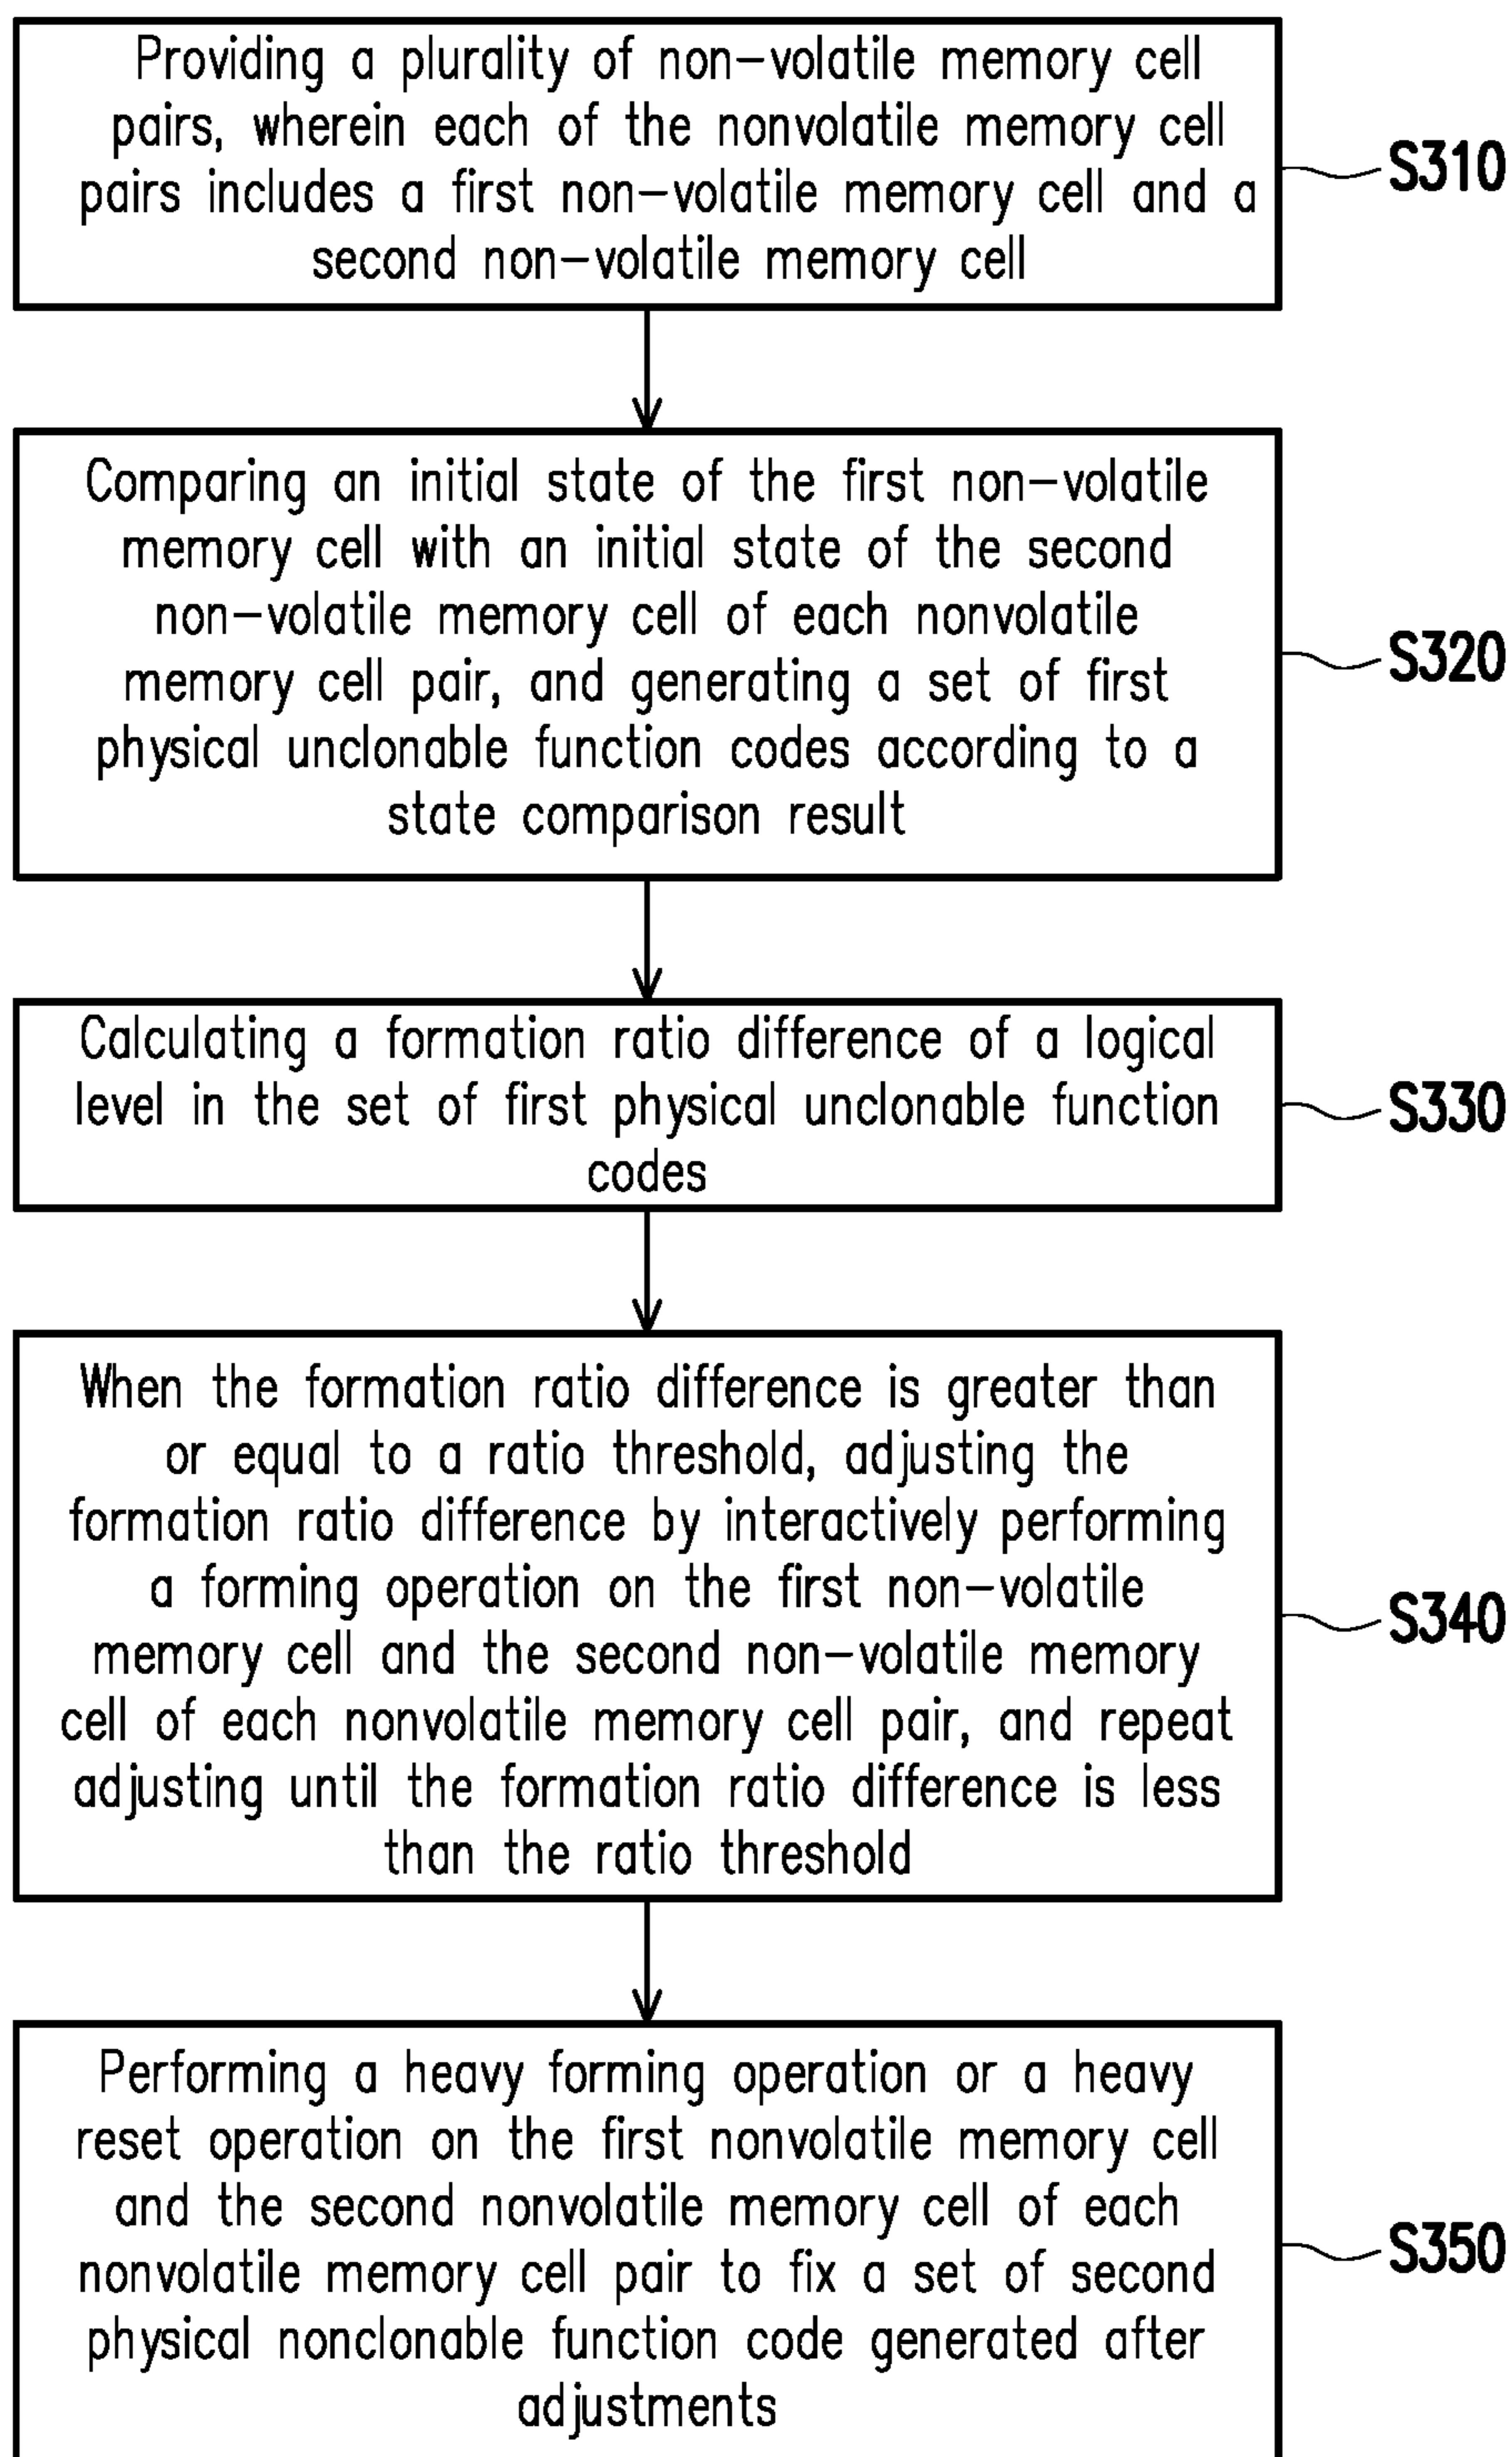 Providing a plurality of non-volatile memory cell
pairs, wherein each of the nonvolatile memory cell
pairs includes a first non-volatile memory cell and a
second non-volatile memory cell
S310
Comparing an initial state of the first non-volatile
memory cell with an initial state of the second
non-volatile memory cell of each nonvolatile
memory cell pair, and generating a set of first
physical unclonable function codes according to a
state comparison result
S320
Calculating a formation ratio difference of a logical
level in the set of first physical unclonable function
codes
S330
When the formation ratio difference is greater than
or equal to a ratio threshold, adjusting the
formation ratio difference by interactively performing
a forming operation on the first non-volatile
memory cell and the second non-volatile memory
cell of each nonvolatile memory cell pair, and repeat
adjusting until the formation ratio difference is less
than the ratio threshold
S340
Performing a heavy forming operation or a heavy
reset operation on the first nonvolatile memory cell
and the second nonvolatile memory cell of each
nonvolatile memory cell pair to fix a set of second
physical nonclonable function code generated after
adjustments
S350